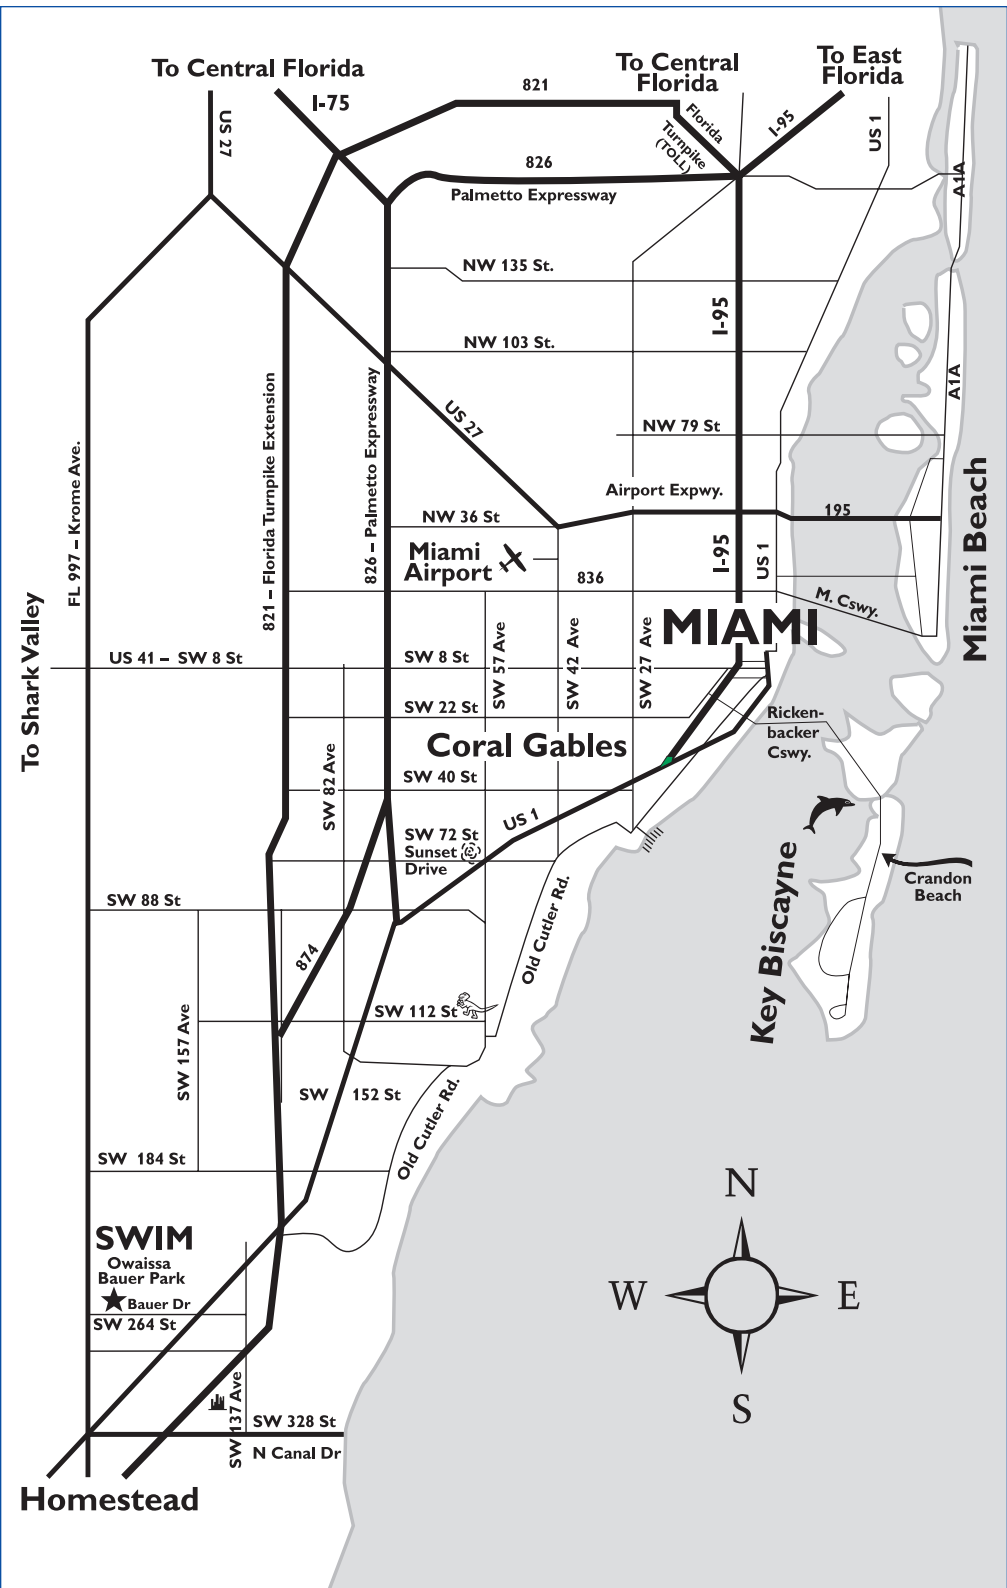 To Central Florida
To Central
Florida
To East
Florida
US 27
I-75
821
Florida
Turnpike
(TOLL)
I-95
US 1
826
Palmetto Expressway
A1A
NW 135 St.
I-95
NW 103 St.
A1A
821 – Florida Turnpike Extension
826 – Palmetto Expressway
US 27
NW 79 St
FL 997 – Krome Ave.
Airport Expwy.
195
NW 36 St
Miami
Airport
836
I-95
US 1
M. Cswy.
Miami Beach
MIAMI
To Shark Valley
US 41 – SW 8 St
SW 8 St
SW 57 Ave
SW 42 Ave
SW 27 Ave
SW 22 St
Ricken-
backer
Cswy.
Coral Gables
SW 82 Ave
SW 40 St
US 1
SW 72 St
Sunset
Drive
Key Biscayne
Crandon
Beach
SW 88 St
874
Old Cutler Rd.
SW 112 St
SW 157 Ave
SW 152 St
Old Cutler Rd.
SW 184 St
N
W
E
S
SWIM
Owaissa
Bauer Park
Bauer Dr
SW 264 St
SW 137 Ave
SW 328 St
N Canal Dr
Homestead